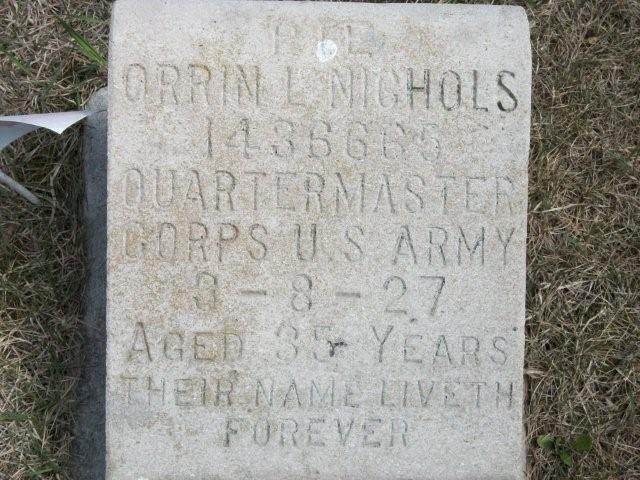 ORRIN L NICHOLS
1436665
QUARTERMASTER
CORPS U.S ARMY
3-8-27
AGED 35 YEARS
THEIR NAME LIVETH
FOREVER